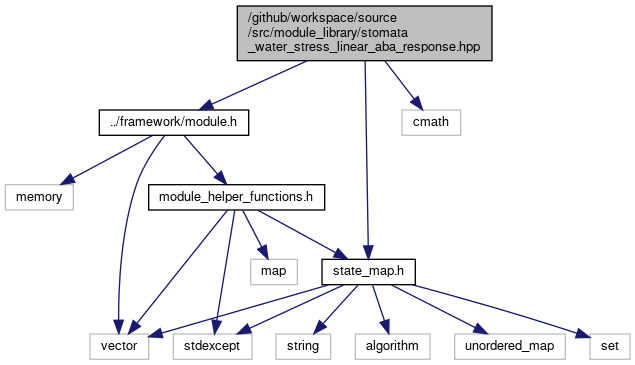 /github/workspace/source
/src/module_library/stomata
_water_stress_linear_aba_response.hpp
../framework/module.h
cmath
memory
module_helper_functions.h
map
state_map.h
vector
stdexcept
string
algorithm
unordered_map
set